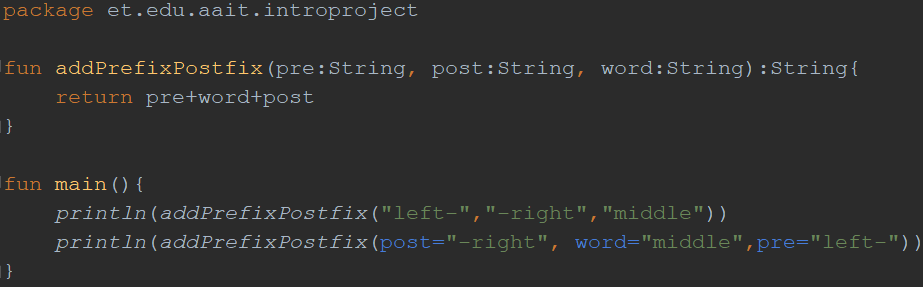 package et.edu.aait.introproject
fun addPrefixPostfix(pre:String, post:String, word:String):String{
    return pre+word+post
}
fun main(){
    println(addPrefixPostfix("left-","-right","middle"))
    println(addPrefixPostfix(post="-right", word="middle",pre="left-"))
}